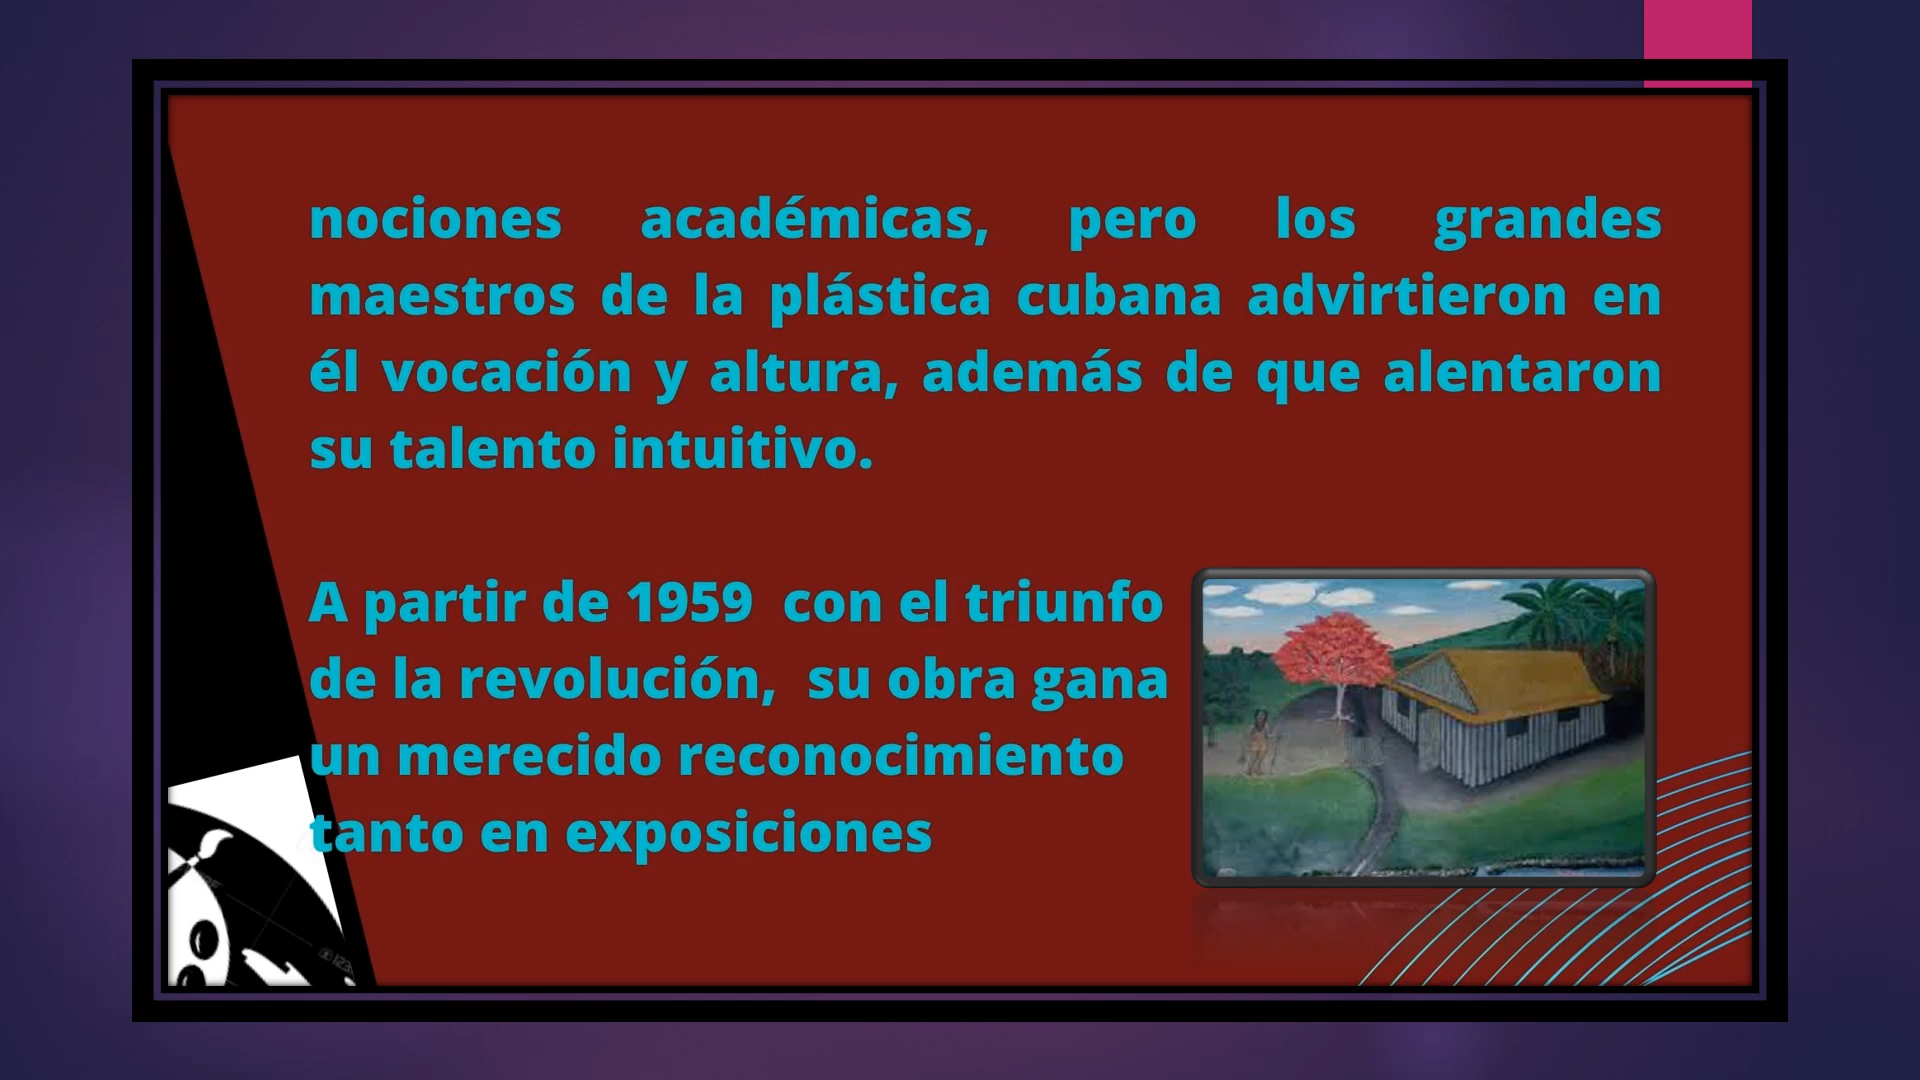 nociones académicas, pero los grandes
maestros de la plástica cubana advirtieron en
él vocación y altura, además de que alentaron
su talento intuitivo.
A partir de 1959 con el triunfo
de la revolución, su obra gana
un merecido reconocimiento
tanto en exposiciones